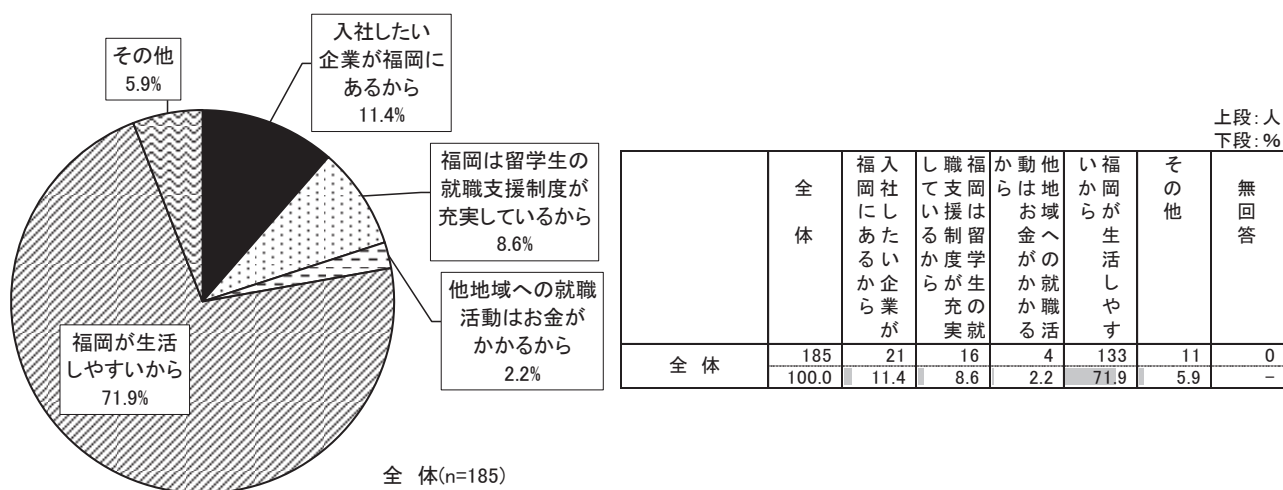 入社したい
企業が福岡に
あるから
11.4%
その他
5.9%
福岡は留学生の
就職支援制度が
充実しているから
8.6%
他地域への就職
活動はお金が
かかるから
2.2%
福岡が生活
しやすいから
71.9%
全 体(n=185)
上段:人
下段:%
全体
入社したい企業が
福岡にあるから
福岡は留学生の就
職支援制度が充実
しているから
他地域への就職活
動はお金がかかる
から
福岡が生活しやす
いから
その他
無回答
全 体 185 21 16 4 133 11 0
100.0 11.4 8.6 2.2 71.9 5.9 -